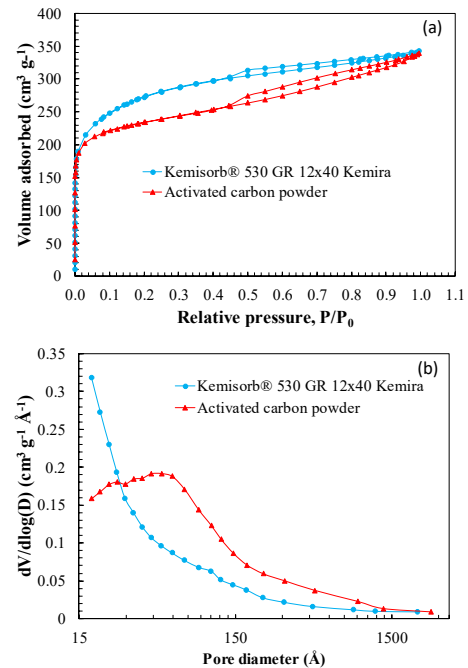 (a)
Volume adsorbed (cm³ g-¹)
400
350
300
250
200
150
100
50
0
Kemisorb® 530 GR 12x40 Kemira
Activated carbon powder
0.0 0.1 0.2 0.3 0.4 0.5 0.6 0.7 0.8 0.9 1.0 1.1
Relative pressure, P/P₀
(b)
dV/dlog(D) (cm³ g-¹ Å-¹)
0.35
0.3
0.25
0.2
0.15
0.1
0.05
0
Kemisorb® 530 GR 12x40 Kemira
Activated carbon powder
15 150 1500
Pore diameter (Å)